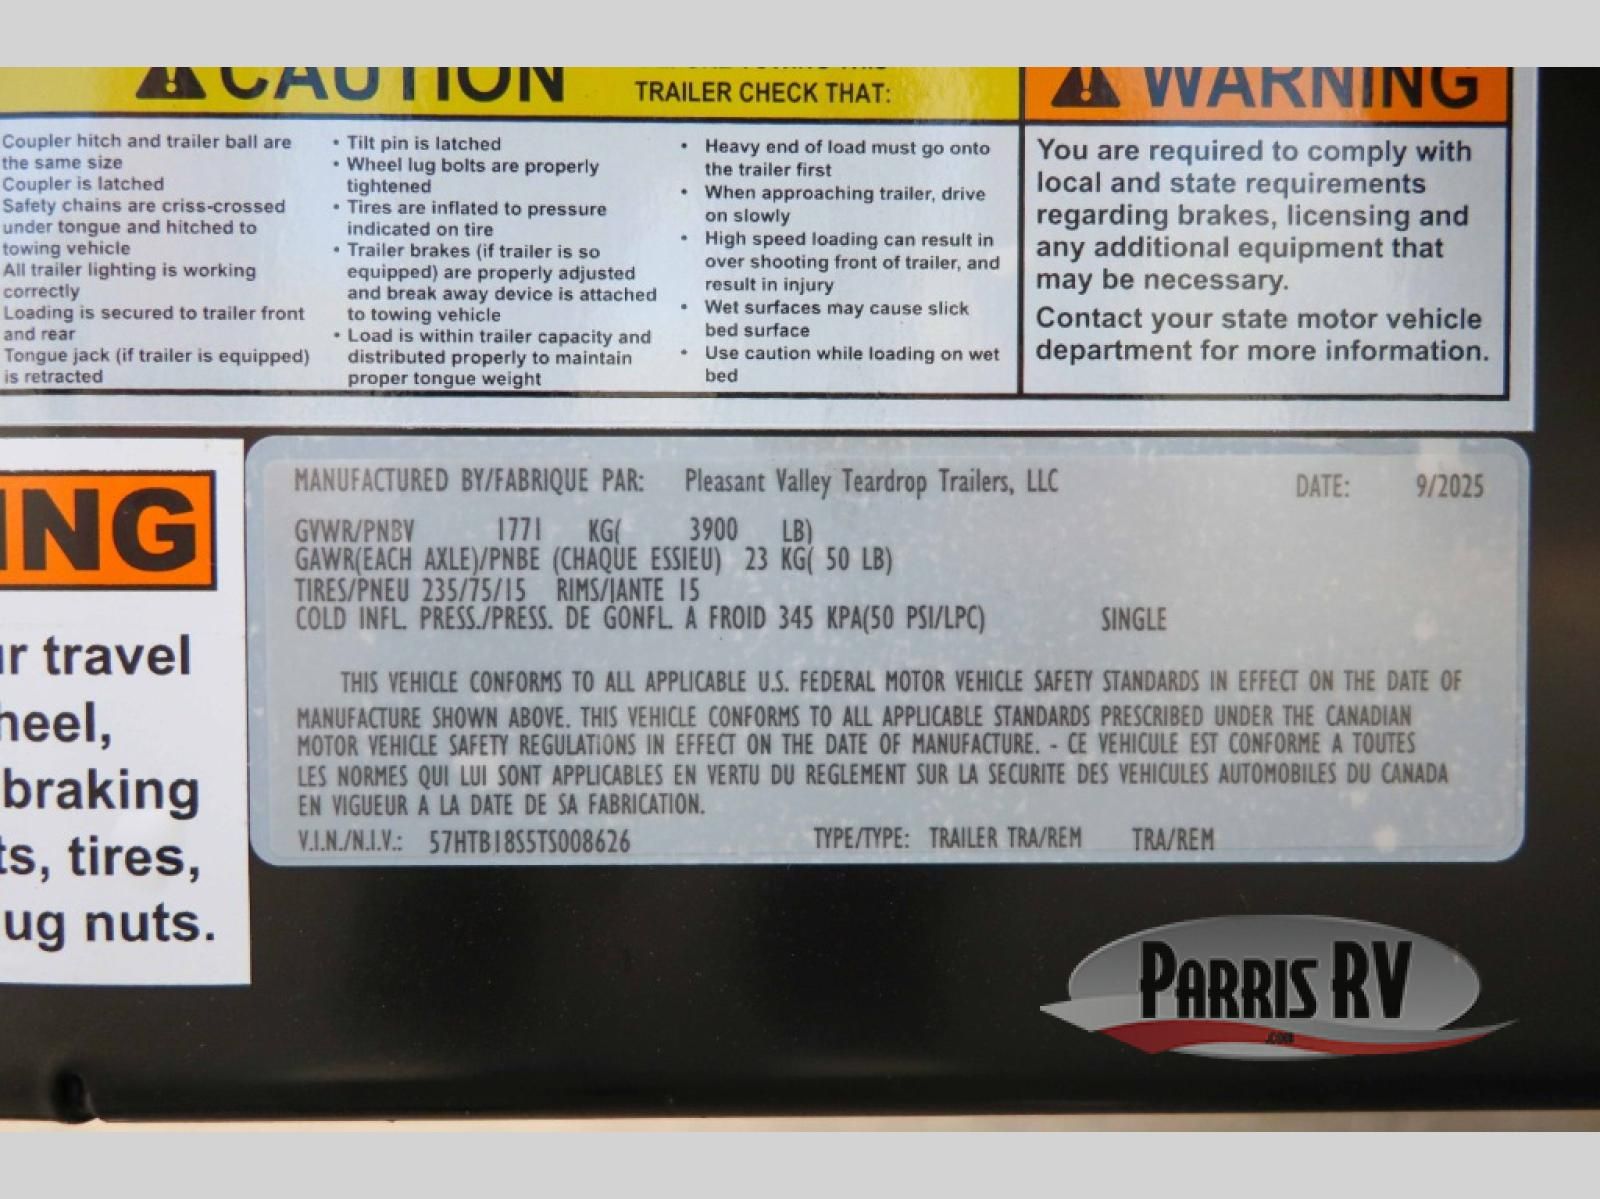 CAUTION
TRAILER CHECK THAT:
WARNING
Coupler hitch and trailer ball are
the same size
Coupler is latched
Safety chains are criss-crossed
under tongue and hitched to
towing vehicle
All trailer lighting is working
correctly
Loading is secured to trailer front
and rear
Tongue jack (if trailer is equipped)
is retracted
• Tilt pin is latched
• Wheel lug bolts are properly
tightened
• Tires are inflated to pressure
indicated on tire
• Trailer brakes (if trailer is so
equipped) are properly adjusted
and break away device is attached
to towing vehicle
• Load is within trailer capacity and
distributed properly to maintain
proper tongue weight
• Heavy end of load must go onto
the trailer first
• When approaching trailer, drive
on slowly
• High speed loading can result in
over shooting front of trailer, and
result in injury
• Wet surfaces may cause slick
bed surface
• Use caution while loading on wet
bed
You are required to comply with
local and state requirements
regarding brakes, licensing and
any additional equipment that
may be necessary.
Contact your state motor vehicle
department for more information.
ING
ur travel
heel,
braking
ts, tires,
ug nuts.
MANUFACTURED BY/FABRIQUE PAR: Pleasant Valley Teardrop Trailers, LLC DATE: 9/2025
GVWR/PNBV 1771 KG( 3900 LB)
GAWR(EACH AXLE)/PNBE (CHAQUE ESSIEU) 23 KG( 50 LB)
TIRES/PNEU 235/75/15 RIMS/JANTE 15
COLD INFL. PRESS./PRESS. DE GONFL. A FROID 345 KPA(50 PSI/LPC) SINGLE
THIS VEHICLE CONFORMS TO ALL APPLICABLE U.S. FEDERAL MOTOR VEHICLE SAFETY STANDARDS IN EFFECT ON THE DATE OF
MANUFACTURE SHOWN ABOVE. THIS VEHICLE CONFORMS TO ALL APPLICABLE STANDARDS PRESCRIBED UNDER THE CANADIAN
MOTOR VEHICLE SAFETY REGULATIONS IN EFFECT ON THE DATE OF MANUFACTURE. - CE VEHICULE EST CONFORME A TOUTES
LES NORMES QUI LUI SONT APPLICABLES EN VERTU DU REGLEMENT SUR LA SECURITE DES VEHICULES AUTOMOBILES DU CANADA
EN VIGUEUR A LA DATE DE SA FABRICATION.
V.I.N./N.I.V.: 57HTB18S5TS008626 TYPE/TYPE: TRAILER TRA/REM TRA/REM
PARRIS RV
.COM